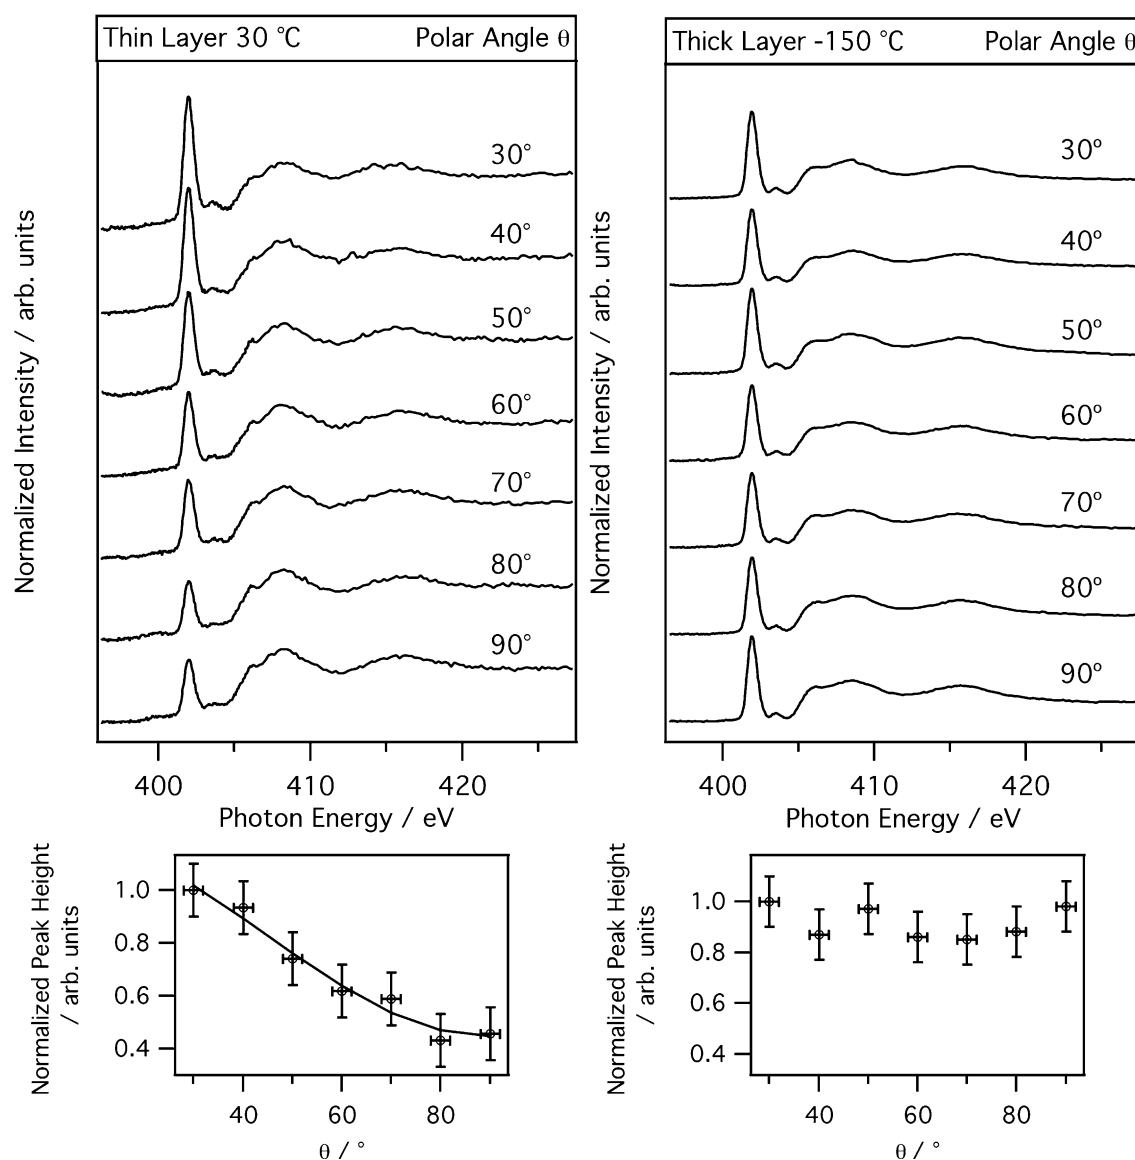 Thin Layer 30 °C Polar Angle θ
30°
40°
50°
60°
70°
80°
90°
Normalized Intensity / arb. units
400 410 420
Photon Energy / eV
Thick Layer -150 °C Polar Angle θ
30º
40º
50º
60º
70º
80º
90º
Normalized Intensity / arb. units
400 410 420
Photon Energy / eV
Normalized Peak Height
/ arb. units
1.0
0.8
0.6
0.4
40 60 80
θ / °
Normalized Peak Height
/ arb. units
1.0
0.8
0.6
0.4
40 60 80
θ / °